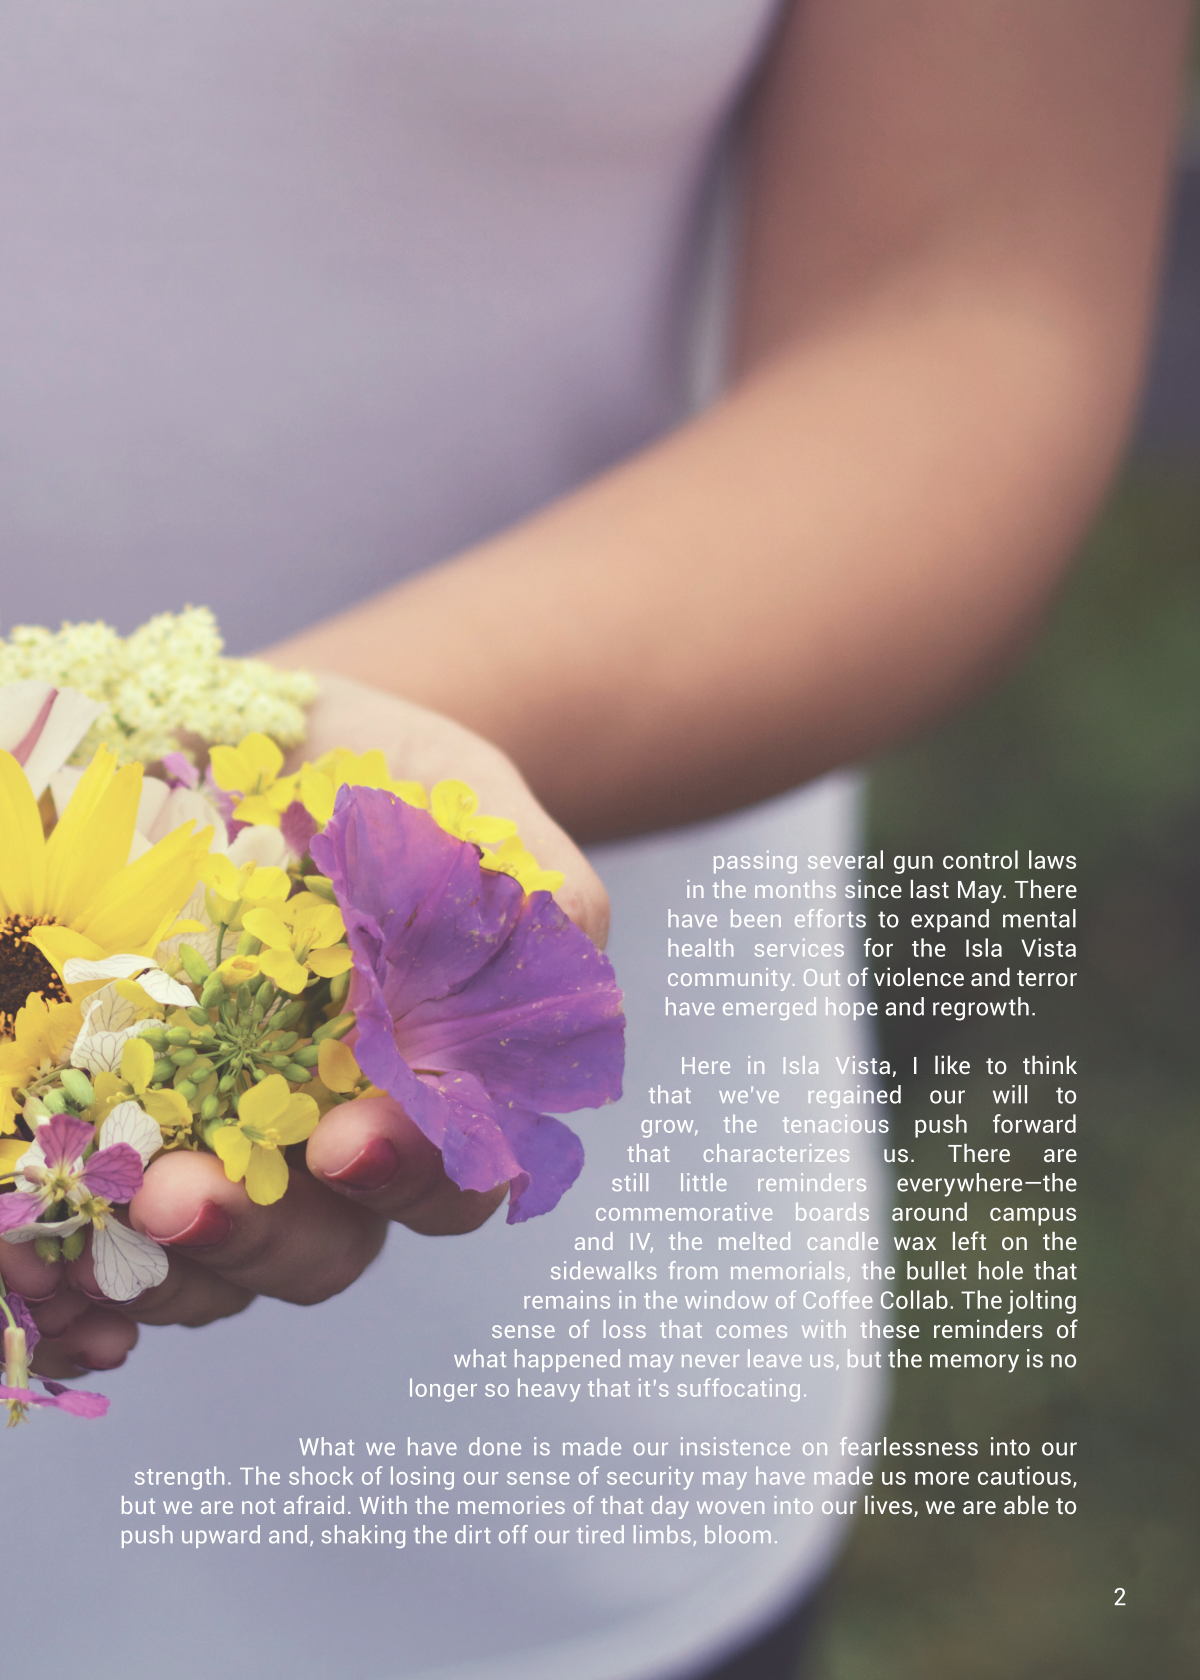 passing several gun control laws
in the months since last May. There
have been efforts to expand mental
health services for the Isla Vista
community. Out of violence and terror
have emerged hope and regrowth.
Here in Isla Vista, I like to think
that we've regained our will to
grow, the tenacious push forward
that characterizes us. There are
still little reminders everywhere—the
commemorative boards around campus
and IV, the melted candle wax left on the
sidewalks from memorials, the bullet hole that
remains in the window of Coffee Collab. The jolting
sense of loss that comes with these reminders of
what happened may never leave us, but the memory is no
longer so heavy that it's suffocating.
What we have done is made our insistence on fearlessness into our
strength. The shock of losing our sense of security may have made us more cautious,
but we are not afraid. With the memories of that day woven into our lives, we are able to
push upward and, shaking the dirt off our tired limbs, bloom.
2